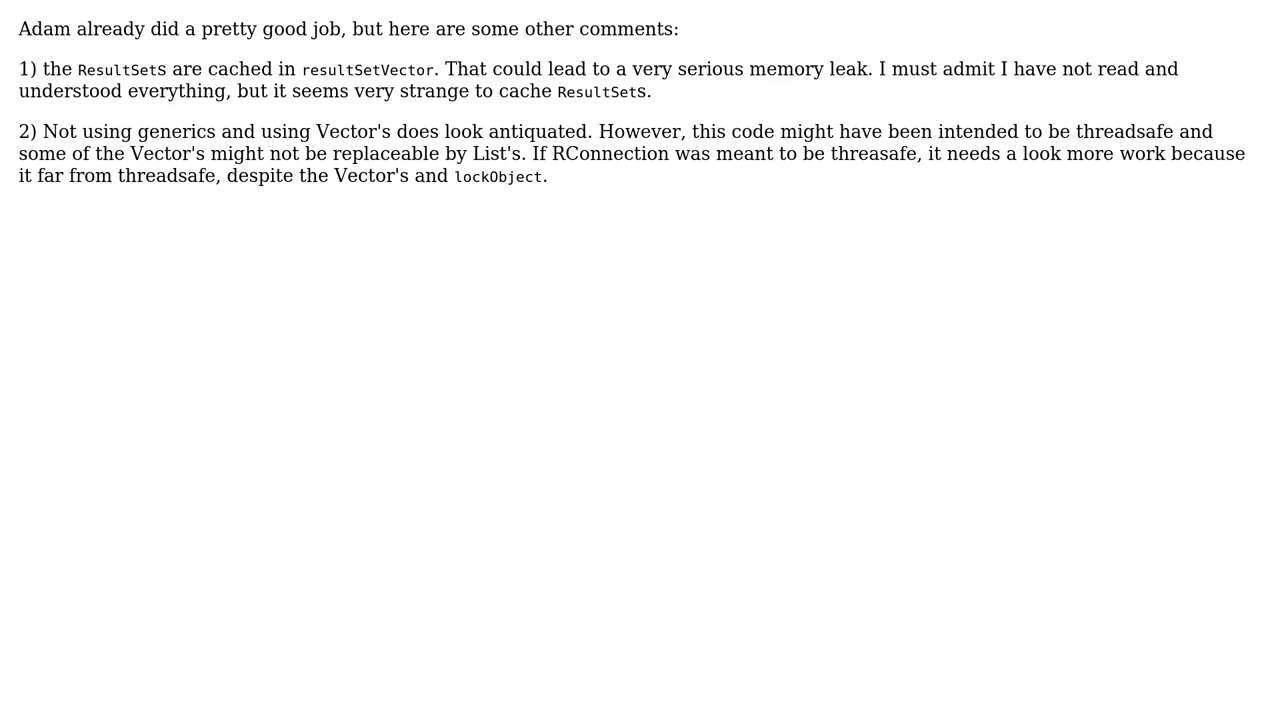 Adam already did a pretty good job, but here are some other comments:
1) the ResultSets are cached in resultSetVector. That could lead to a very serious memory leak. I must admit I have not read and
understood everything, but it seems very strange to cache ResultSets.
2) Not using generics and using Vector's does look antiquated. However, this code might have been intended to be threadsafe and
some of the Vector's might not be replaceable by List's. If RConnection was meant to be threasafe, it needs a look more work because
it far from threadsafe, despite the Vector's and lockObject.